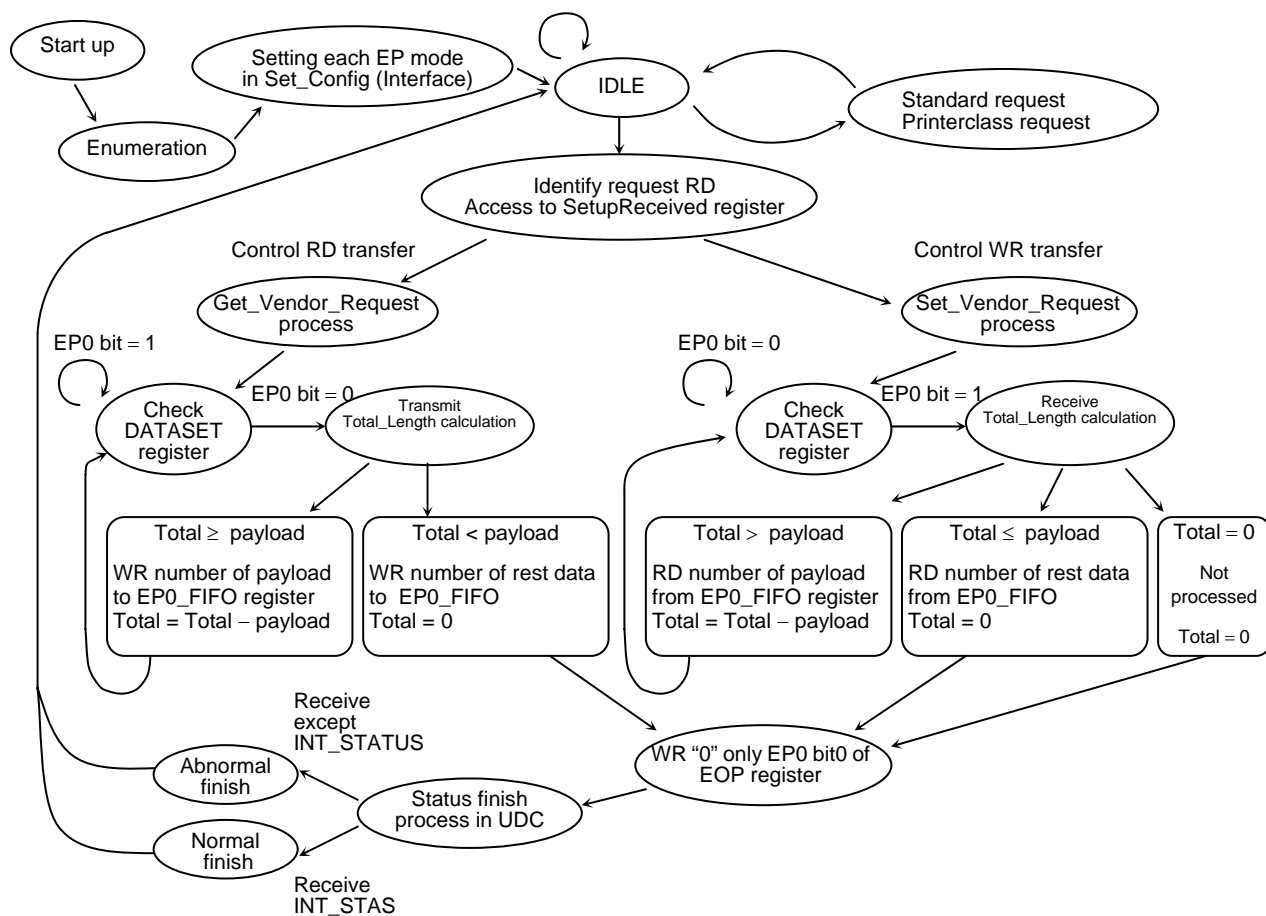 Start up
Setting each EP mode
in Set_Config (Interface)
IDLE
Standard request
Printerclass request
Enumeration
Identify request RD
Access to SetupReceived register
Control RD transfer
Control WR transfer
Get_Vendor_Request
process
Set_Vendor_Request
process
EP0 bit = 1
EP0 bit = 0
Check
DATASET
register
EP0 bit = 0
Transmit
Total_Length calculation
Check
DATASET
register
EP0 bit = 1
Receive
Total_Length calculation
Total ≥ payload
WR number of payload
to EP0_FIFO register
Total = Total − payload
Total < payload
WR number of rest data
to EP0_FIFO
Total = 0
Total > payload
RD number of payload
from EP0_FIFO register
Total = Total − payload
Total ≤ payload
RD number of rest data
from EP0_FIFO
Total = 0
Total = 0
Not
processed
Total = 0
Receive
except
INT_STATUS
WR “0” only EP0 bit0 of
EOP register
Abnormal
finish
Status finish
process in UDC
Normal
finish
Receive
INT_STAS